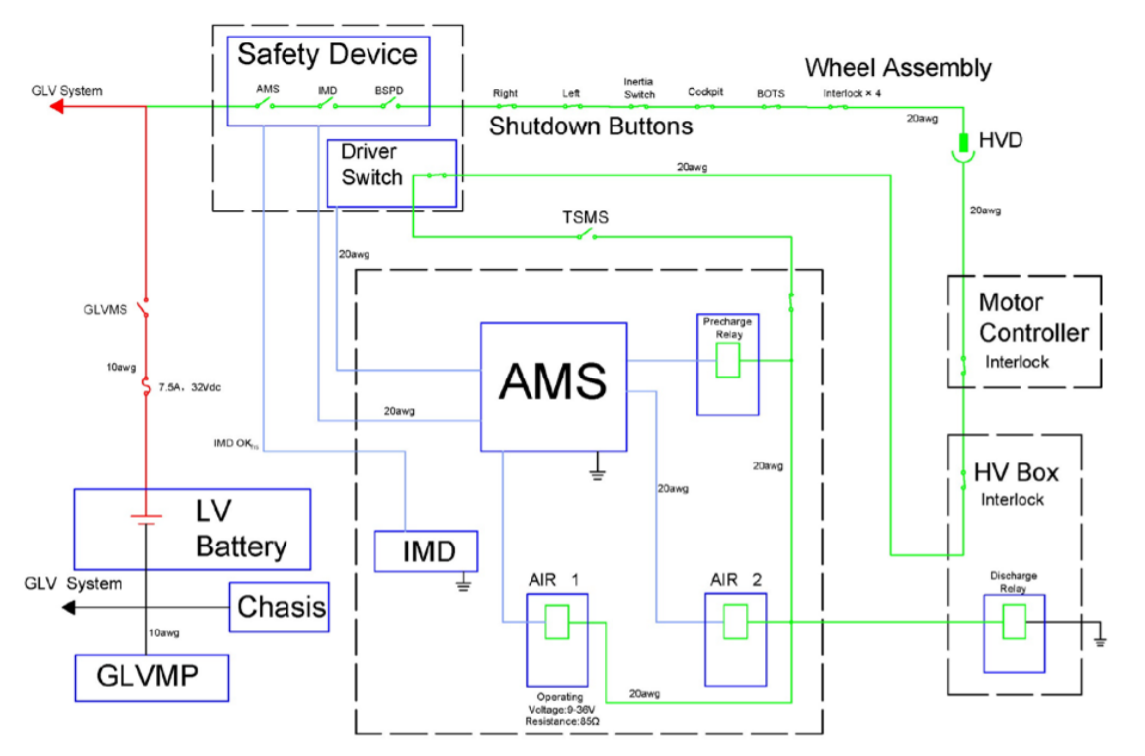 Safety Device
GLV System
AMS
IMD
BSPD
Right
Left
Inertia
Switch
Cockpit
BOTS
Wheel Assembly
Interlock × 4
20awg
Shutdown Buttons
HVD
Driver
Switch
20awg
20awg
TSMS
20awg
GLVMS
10awg
7.5A, 32Vdc
Motor
Controller
Interlock
Precharge
Relay
AMS
20awg
IMD OK
20awg
20awg
HV Box
Interlock
LV
Battery
IMD
GLV System
Chasis
10awg
GLVMP
AIR 1
AIR 2
Operating
Voltage:9-36V
Resistance:85Ω
20awg
Discharge
Relay